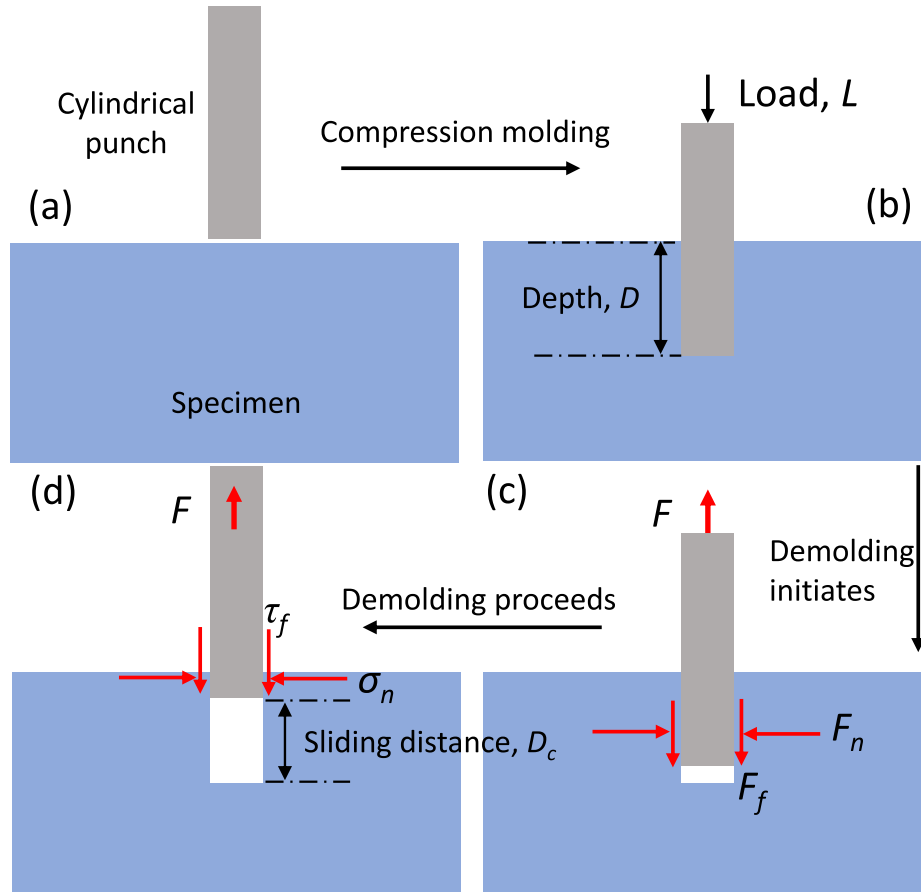 Cylindrical
punch
Compression molding
Load, L
(a)
(b)
Depth, D
Specimen
(d)
(c)
F
F
Demolding
initiates
Demolding proceeds
τf
σn
Sliding distance, Dc
Fn
Ff